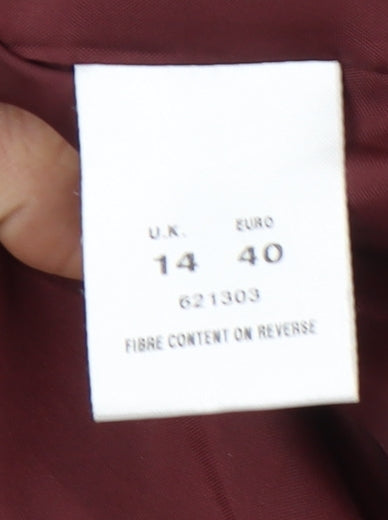 U.K. EURO
14 40
621303
FIBRE CONTENT ON REVERSE